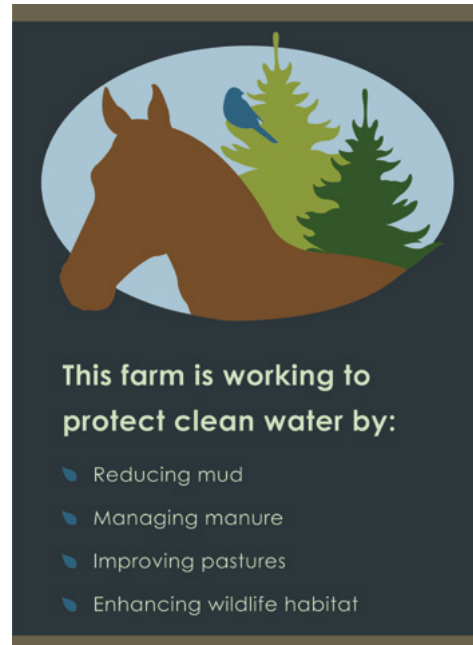 This farm is working to
protect clean water by:
Reducing mud
Managing manure
Improving pastures
Enhancing wildlife habitat